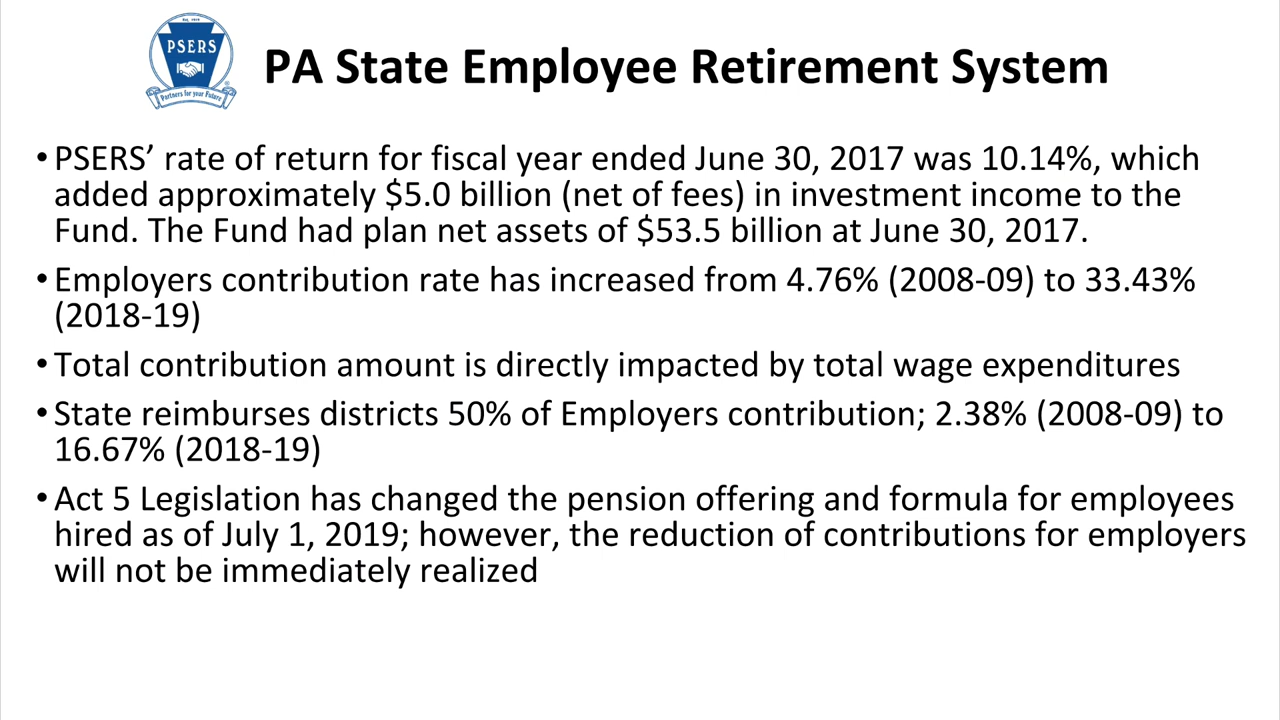 PSERS
Partners for your Future
PA State Employee Retirement System
• PSERS’ rate of return for fiscal year ended June 30, 2017 was 10.14%, which
added approximately $5.0 billion (net of fees) in investment income to the
Fund. The Fund had plan net assets of $53.5 billion at June 30, 2017.
• Employers contribution rate has increased from 4.76% (2008-09) to 33.43%
(2018-19)
• Total contribution amount is directly impacted by total wage expenditures
• State reimburses districts 50% of Employers contribution; 2.38% (2008-09) to
16.67% (2018-19)
• Act 5 Legislation has changed the pension offering and formula for employees
hired as of July 1, 2019; however, the reduction of contributions for employers
will not be immediately realized